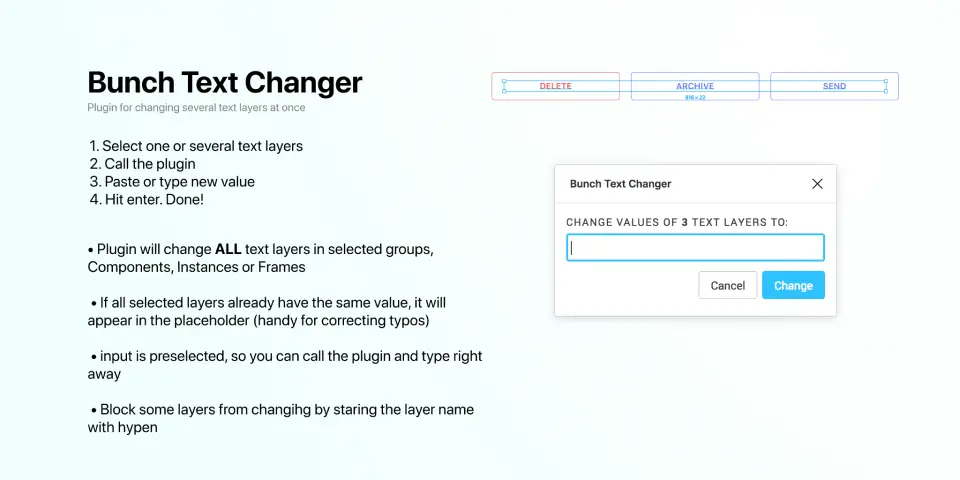 Bunch Text Changer
Plugin for changing several text layers at once
1. Select one or several text layers
2. Call the plugin
3. Paste or type new value
4. Hit enter. Done!
• Plugin will change ALL text layers in selected groups,
Components, Instances or Frames
• If all selected layers already have the same value, it will
appear in the placeholder (handy for correcting typos)
• input is preselected, so you can call the plugin and type right
away
• Block some layers from changihg by staring the layer name
with hypen
DELETE
ARCHIVE
SEND
816 × 22
Bunch Text Changer
CHANGE VALUES OF 3 TEXT LAYERS TO:
Cancel
Change